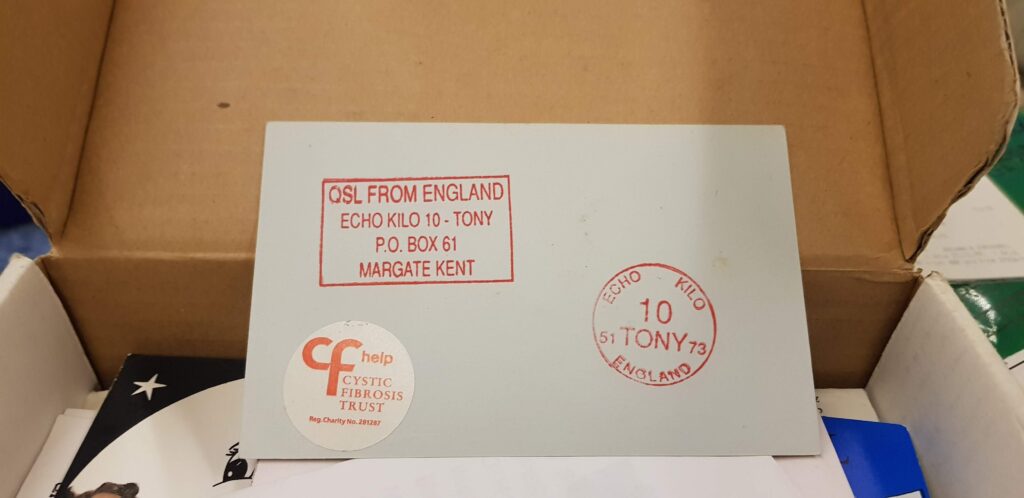 QSL FROM ENGLAND
ECHO KILO 10 - TONY
P.O. BOX 61
MARGATE KENT
ECHO KILO
10
51 TONY 73
ENGLAND
cf help
CYSTIC
FIBROSIS
TRUST
Reg.Charity No. 281287